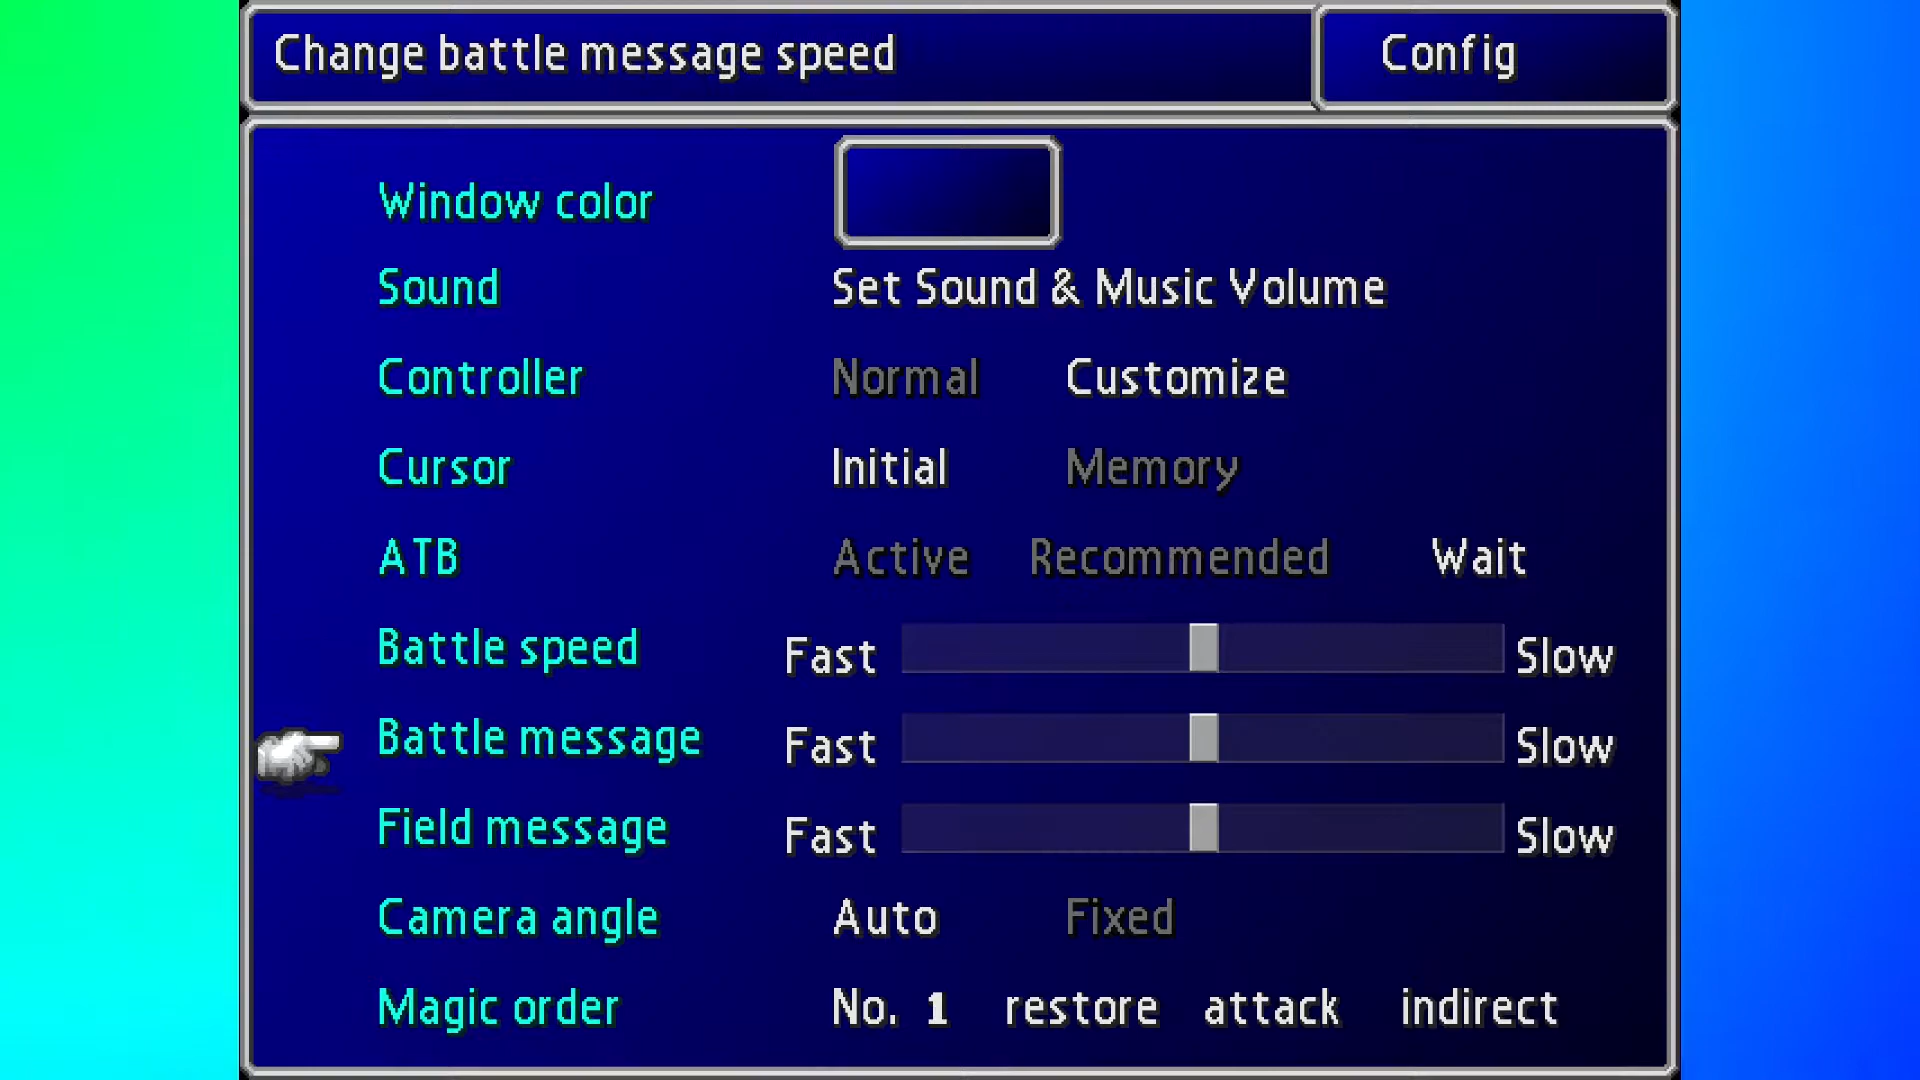 Change battle message speed Config
Window color
Sound Set Sound & Music Volume
Controller Normal Customize
Cursor Initial Memory
ATB Active Recommended Wait
Battle speed Fast Slow
Battle message Fast Slow
Field message Fast Slow
Camera angle Auto Fixed
Magic order No. 1 restore attack indirect